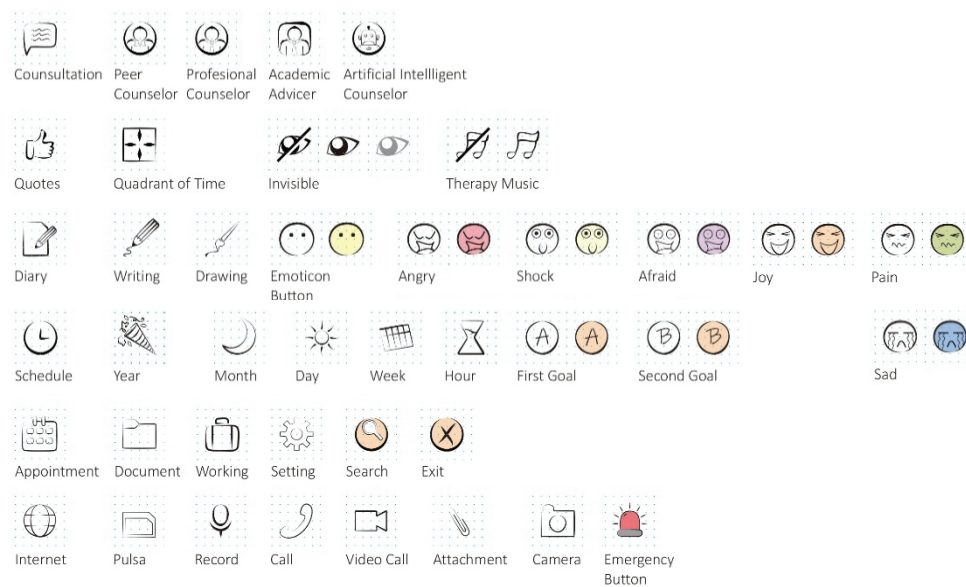 Counsultation Peer Counselor Profesional Counselor Academic Advicer Artificial Intellligent Counselor
Quotes Quadrant of Time Invisible Therapy Music
Diary Writing Drawing Emoticon Button Angry Shock Afraid Joy Pain
A A B B
Schedule Year Month Day Week Hour First Goal Second Goal Sad
X
Appointment Document Working Setting Search Exit
Internet Pulsa Record Call Video Call Attachment Camera Emergency Button